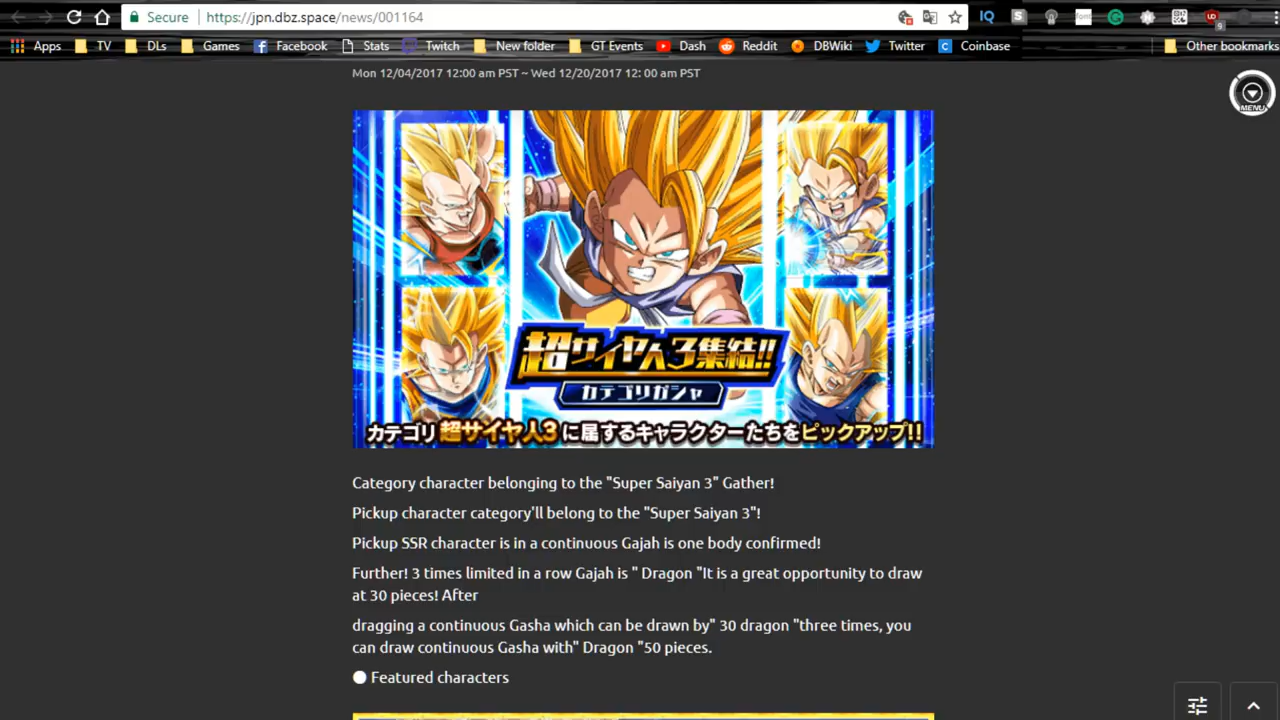 Secure
https://jpn.dbz.space/news/001164
Apps TV DLs Games Facebook Stats Twitch New folder GT Events Dash Reddit DBWiki Twitter Coinbase Other bookmarks
Mon 12/04/2017 12:00 am PST ~ Wed 12/20/2017 12: 00 am PST
MENU
超サイヤ人3集結!!
カテゴリガシャ
カテゴリ 超サイヤ人3 に属するキャラクターたちをピックアップ!!
Category character belonging to the "Super Saiyan 3" Gather!
Pickup character category'll belong to the "Super Saiyan 3"!
Pickup SSR character is in a continuous Gajah is one body confirmed!
Further! 3 times limited in a row Gajah is " Dragon "It is a great opportunity to draw
at 30 pieces! After
dragging a continuous Gasha which can be drawn by" 30 dragon "three times, you
can draw continuous Gasha with" Dragon "50 pieces.
Featured characters